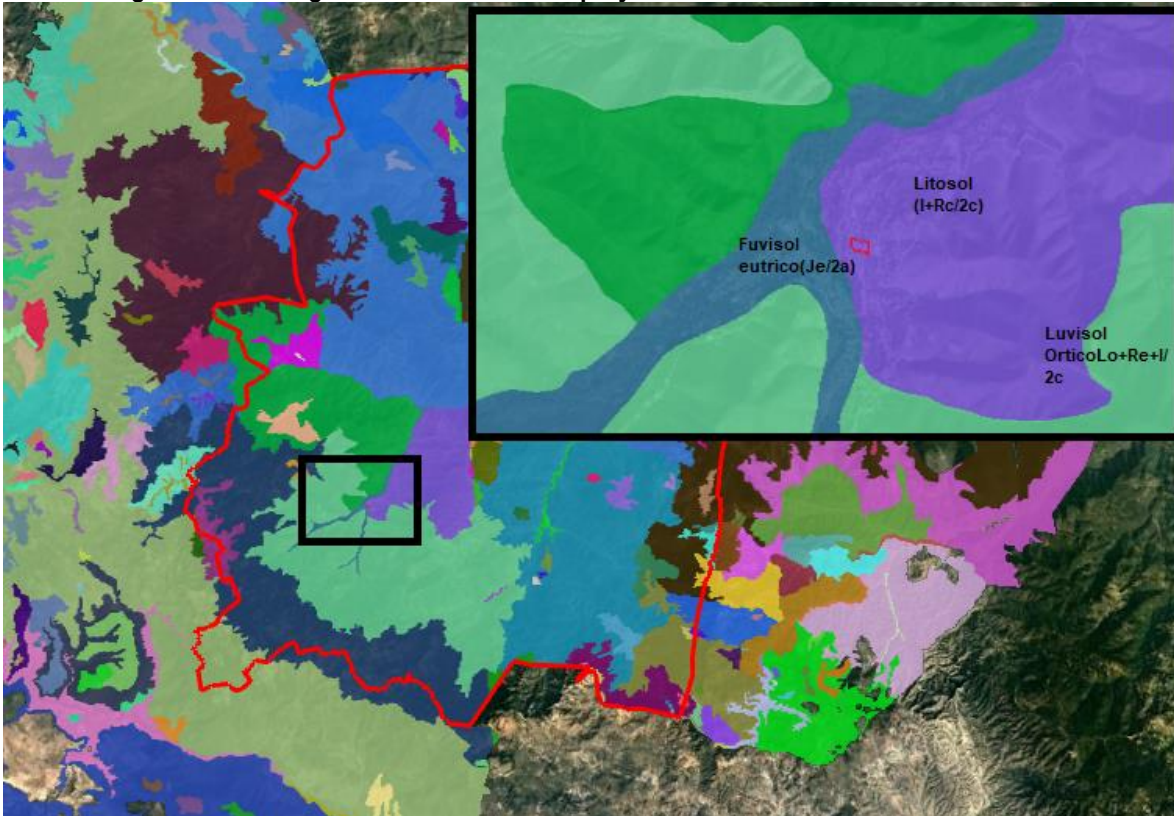 Litosol
(I+Rc/2c)
Fuvisol
eutrico(Je/2a)
Luvisol
OrticoLo+Re+I/
2c